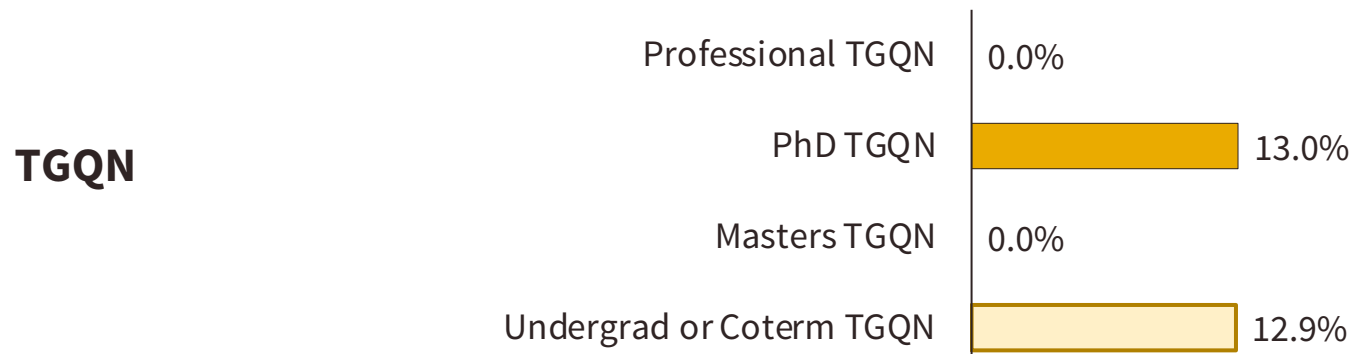 Professional TGQN 0.0%
PhD TGQN 13.0%
TGQN
Masters TGQN 0.0%
Undergrad or Coterm TGQN 12.9%